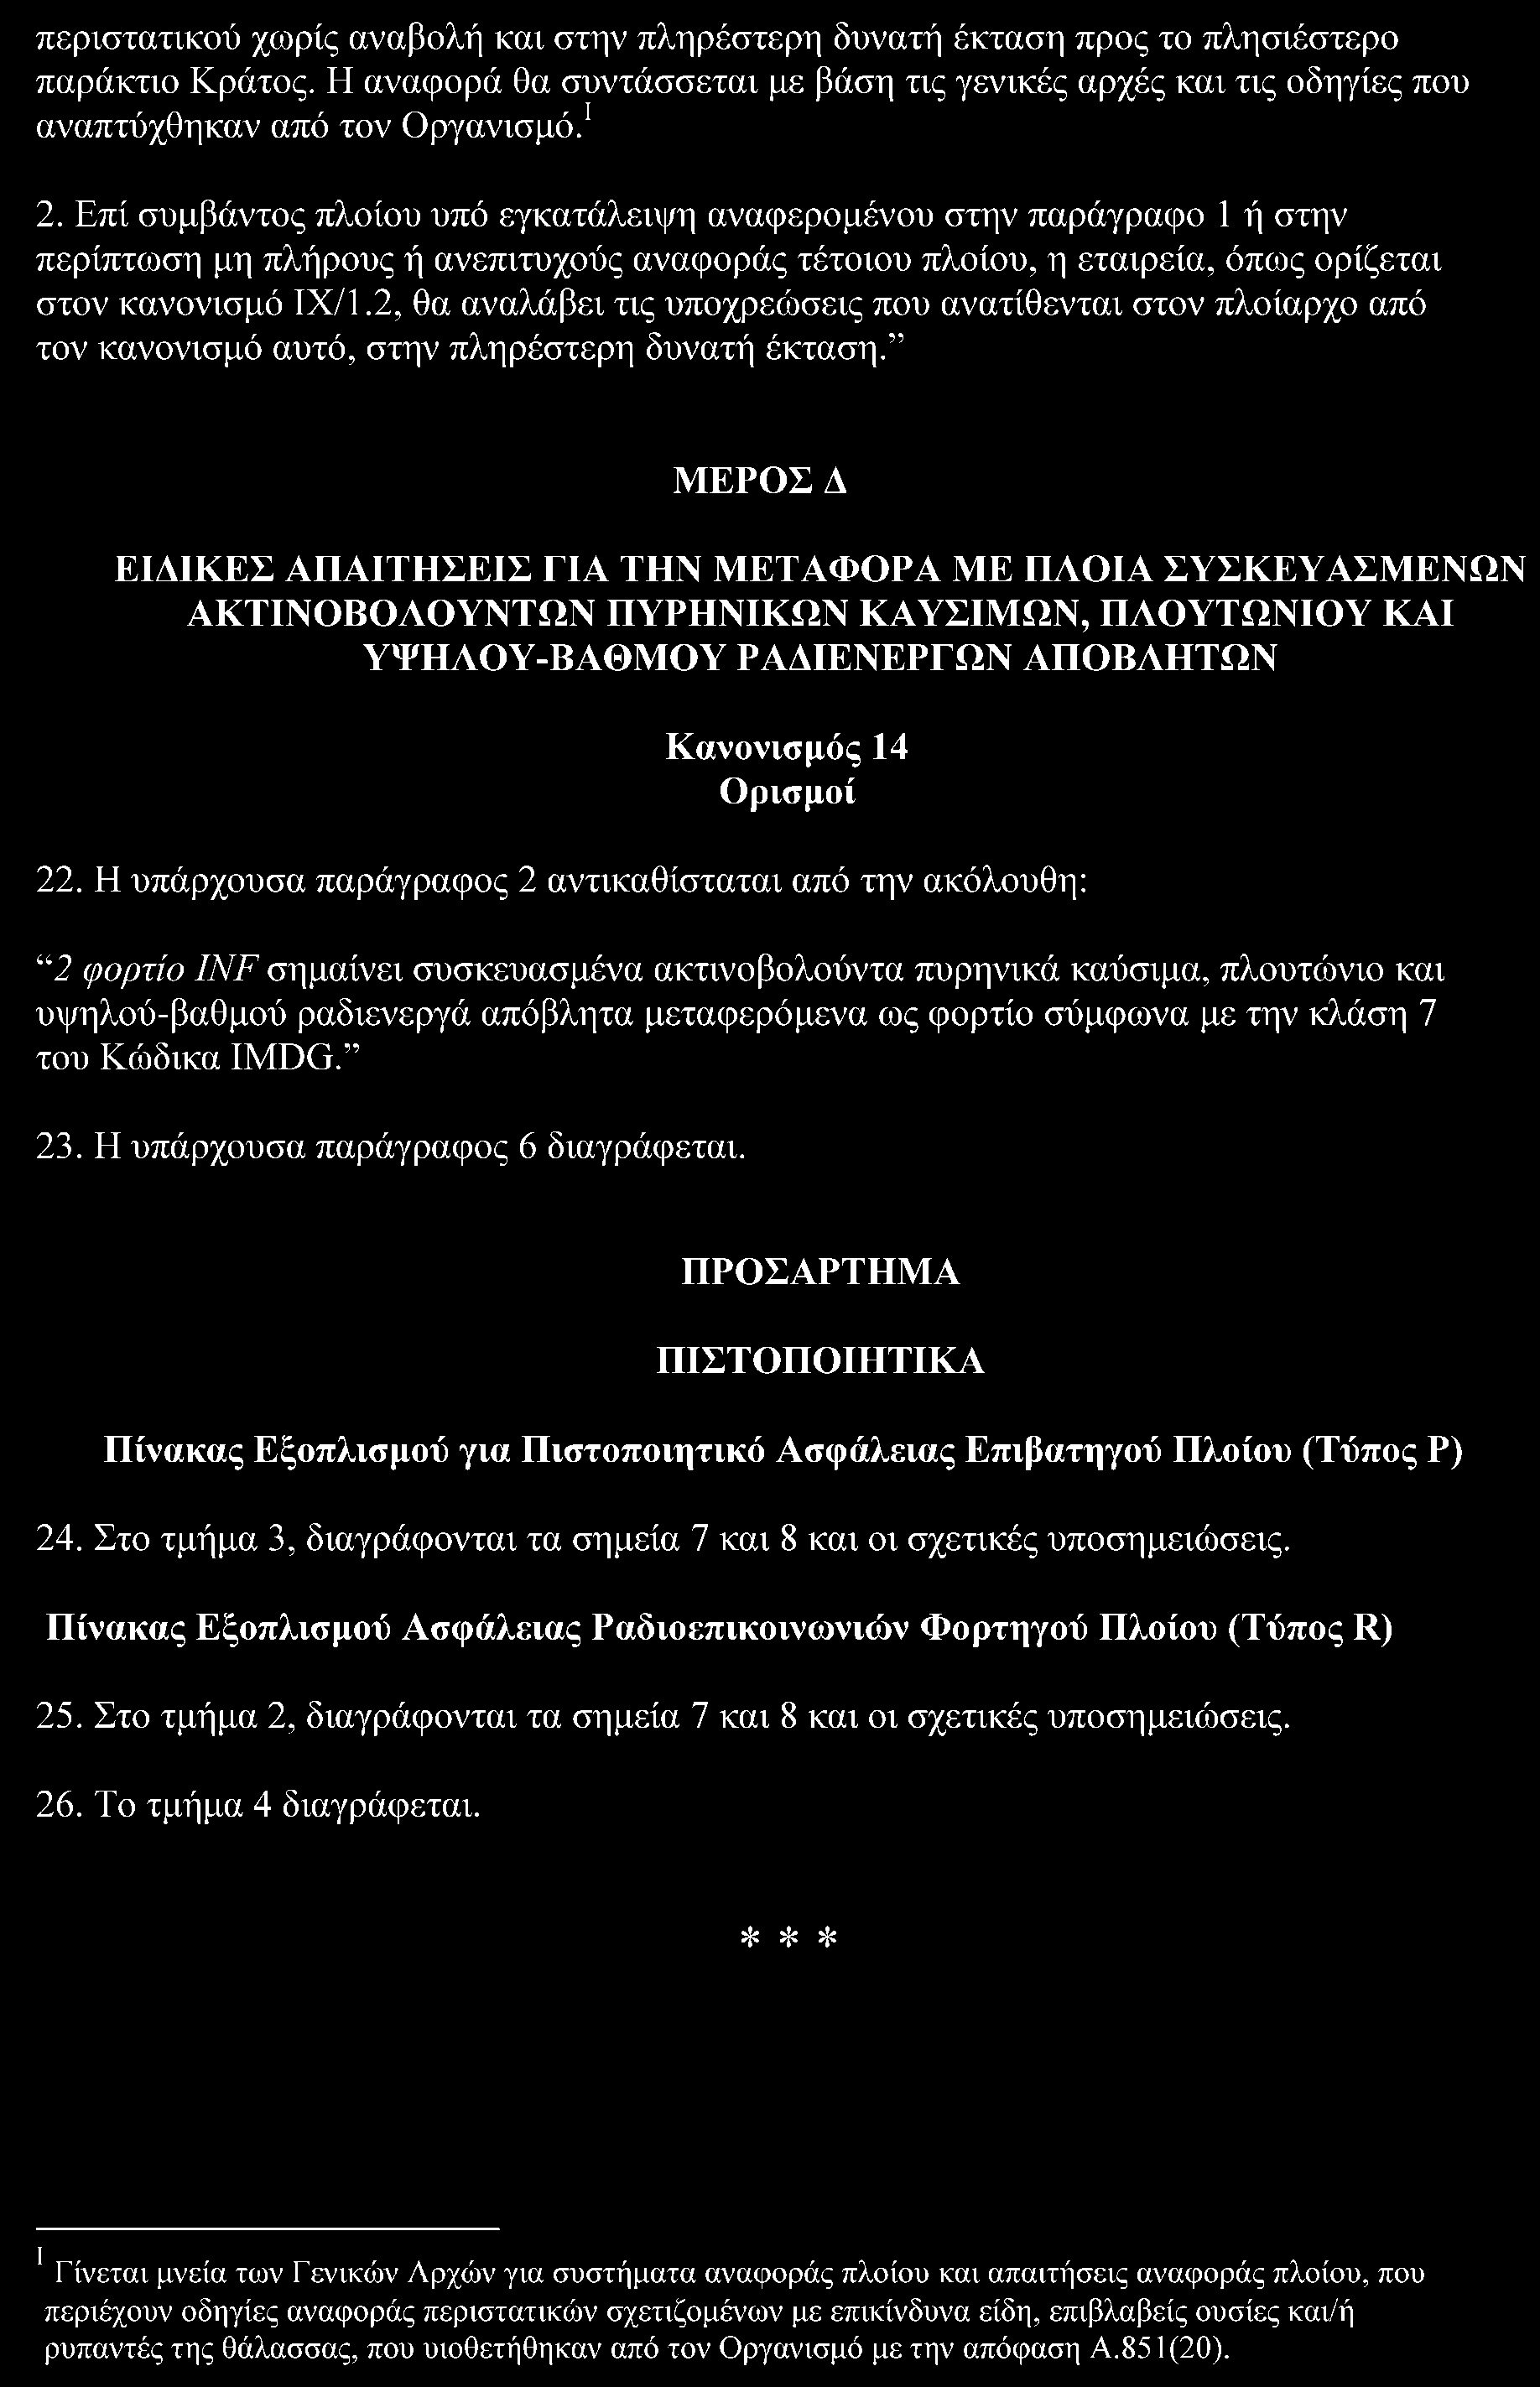 περιστατικού χωρίς αναβολή και στην πληρέστερη δυνατή έκταση προς το πλησιέστερο
παράκτιο Κράτος. Η αναφορά θα συντάσσεται με βάση τις γενικές αρχές και τις οδηγίες που
αναπτύχθηκαν από τον Οργανισμό.¹
2. Επί συμβάντος πλοίου υπό εγκατάλειψη αναφερομένου στην παράγραφο 1 ή στην
περίπτωση μη πλήρους ή ανεπιτυχούς αναφοράς τέτοιου πλοίου, η εταιρεία, όπως ορίζεται
στον κανονισμό IX/1.2, θα αναλάβει τις υποχρεώσεις που ανατίθενται στον πλοίαρχο από
τον κανονισμό αυτό, στην πληρέστερη δυνατή έκταση.”
ΜΕΡΟΣ Δ
ΕΙΔΙΚΕΣ ΑΠΑΙΤΗΣΕΙΣ ΓΙΑ ΤΗΝ ΜΕΤΑΦΟΡΑ ΜΕ ΠΛΟΙΑ ΣΥΣΚΕΥΑΣΜΕΝΩΝ
ΑΚΤΙΝΟΒΟΛΟΥΝΤΩΝ ΠΥΡΗΝΙΚΩΝ ΚΑΥΣΙΜΩΝ, ΠΛΟΥΤΩΝΙΟΥ ΚΑΙ
ΥΨΗΛΟΥ-ΒΑΘΜΟΥ ΡΑΔΙΕΝΕΡΓΩΝ ΑΠΟΒΛΗΤΩΝ
Κανονισμός 14
Ορισμοί
22. Η υπάρχουσα παράγραφος 2 αντικαθίσταται από την ακόλουθη:
“2 φορτίο INF σημαίνει συσκευασμένα ακτινοβολούντα πυρηνικά καύσιμα, πλουτώνιο και
υψηλού-βαθμού ραδιενεργά απόβλητα μεταφερόμενα ως φορτίο σύμφωνα με την κλάση 7
του Κώδικα IMDG.”
23. Η υπάρχουσα παράγραφος 6 διαγράφεται.
ΠΡΟΣΑΡΤΗΜΑ
ΠΙΣΤΟΠΟΙΗΤΙΚΑ
Πίνακας Εξοπλισμού για Πιστοποιητικό Ασφάλειας Επιβατηγού Πλοίου (Τύπος P)
24. Στο τμήμα 3, διαγράφονται τα σημεία 7 και 8 και οι σχετικές υποσημειώσεις.
Πίνακας Εξοπλισμού Ασφάλειας Ραδιοεπικοινωνιών Φορτηγού Πλοίου (Τύπος R)
25. Στο τμήμα 2, διαγράφονται τα σημεία 7 και 8 και οι σχετικές υποσημειώσεις.
26. Το τμήμα 4 διαγράφεται.
* * *
¹ Γίνεται μνεία των Γενικών Αρχών για συστήματα αναφοράς πλοίου και απαιτήσεις αναφοράς πλοίου, που
περιέχουν οδηγίες αναφοράς περιστατικών σχετιζομένων με επικίνδυνα είδη, επιβλαβείς ουσίες και/ή
ρυπαντές της θάλασσας, που υιοθετήθηκαν από τον Οργανισμό με την απόφαση Α.851(20).